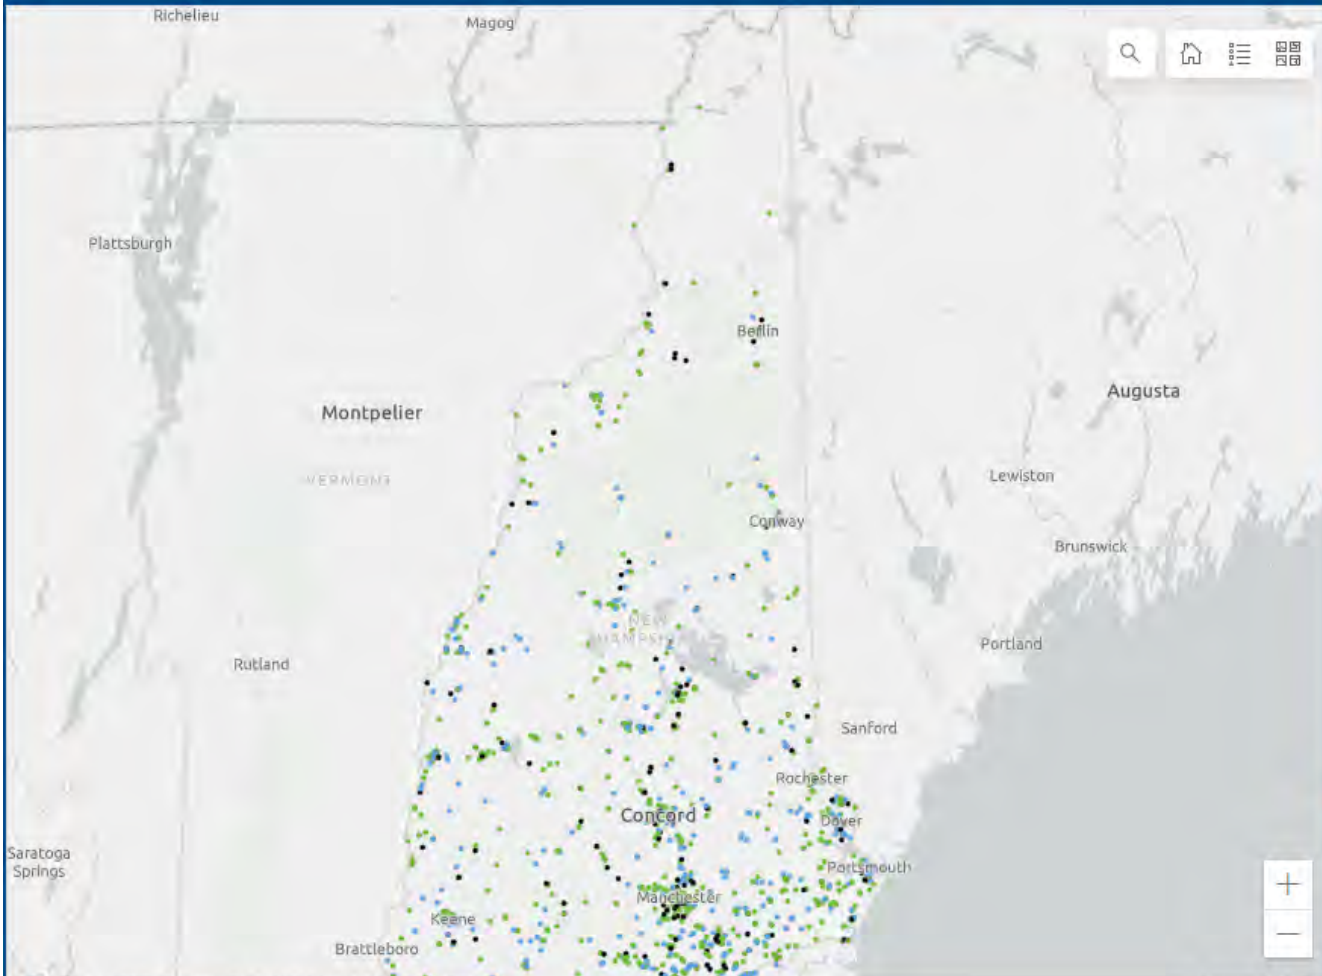 Richelieu
Magog
Plattsburgh
Berlin
Montpelier
Augusta
VERMONT
Lewiston
Conway
Brunswick
NEW
HAMPSHIRE
Portland
Rutland
Sanford
Rochester
Concord
Dover
Saratoga
Springs
Portsmouth
Manchester
Keene
Brattleboro